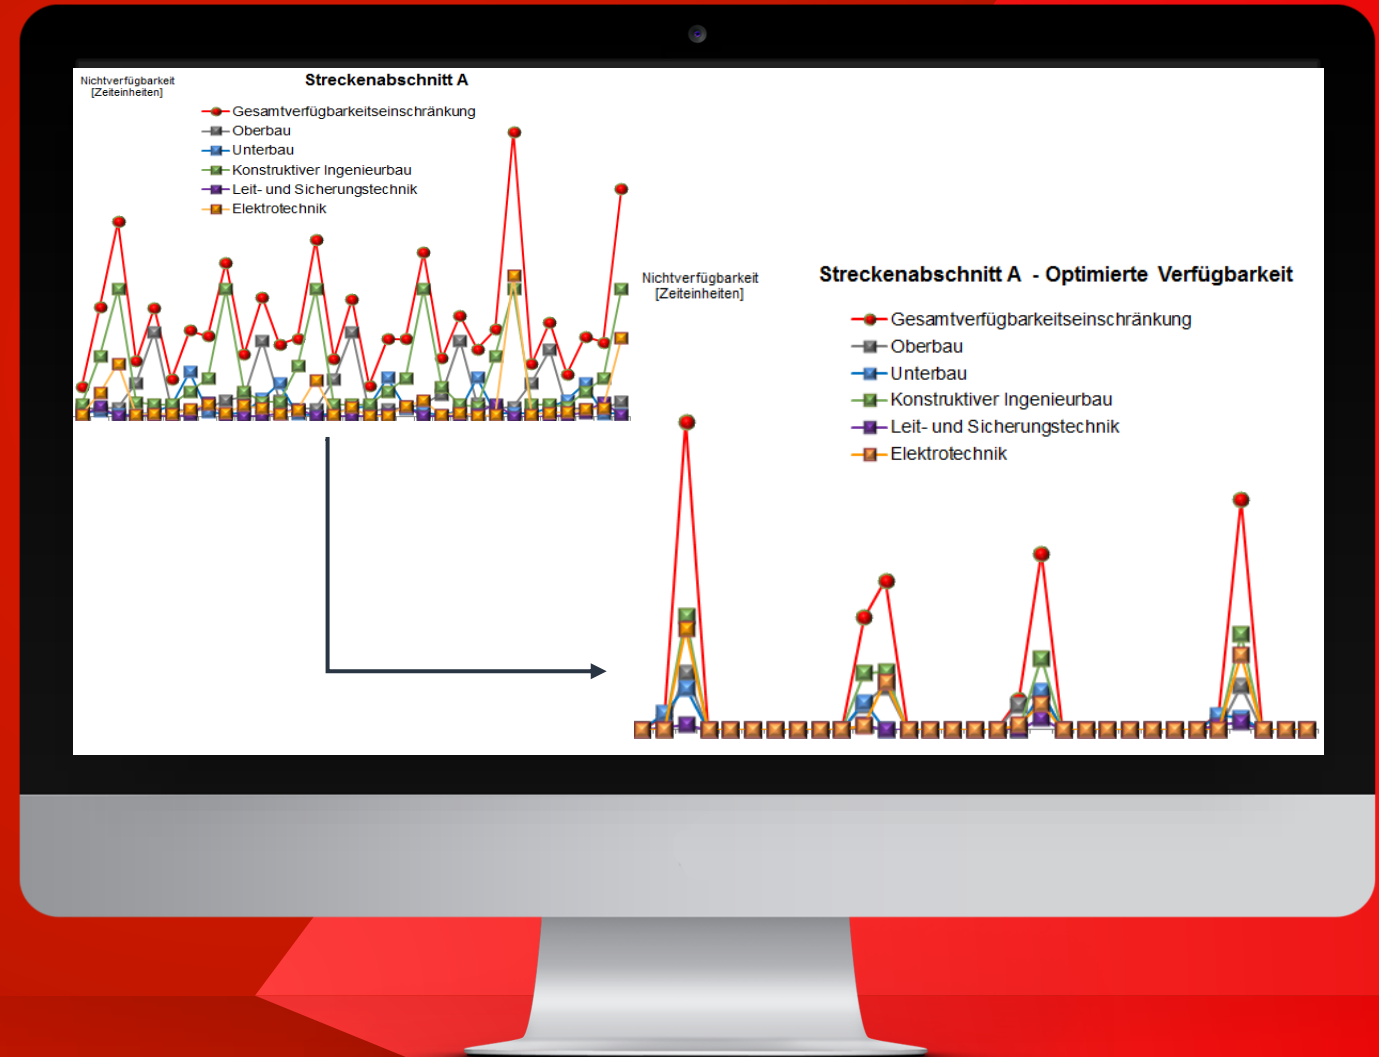 Nichtverfügbarkeit
[Zeiteinheiten]
Streckenabschnitt A
Gesamtverfügbarkeitseinschränkung
Oberbau
Unterbau
Konstruktiver Ingenieurbau
Leit- und Sicherungstechnik
Elektrotechnik
Nichtverfügbarkeit
[Zeiteinheiten]
Streckenabschnitt A - Optimierte Verfügbarkeit
Gesamtverfügbarkeitseinschränkung
Oberbau
Unterbau
Konstruktiver Ingenieurbau
Leit- und Sicherungstechnik
Elektrotechnik